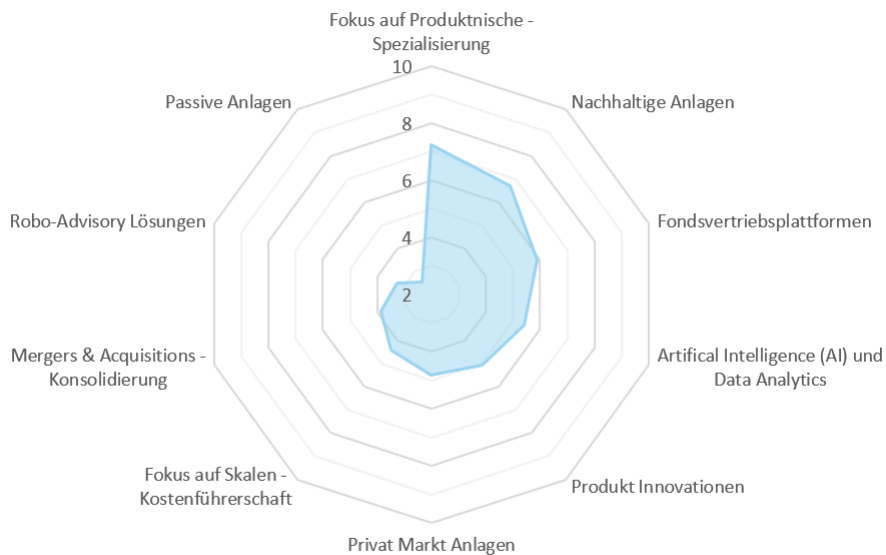 Fokus auf Produktnische -
Spezialisierung
10
Passive Anlagen
Nachhaltige Anlagen
8
6
Robo-Advisory Lösungen
Fondsvertriebsplattformen
4
2
Mergers & Acquisitions -
Konsolidierung
Artifical Intelligence (AI) und
Data Analytics
Fokus auf Skalen -
Kostenführerschaft
Produkt Innovationen
Privat Markt Anlagen